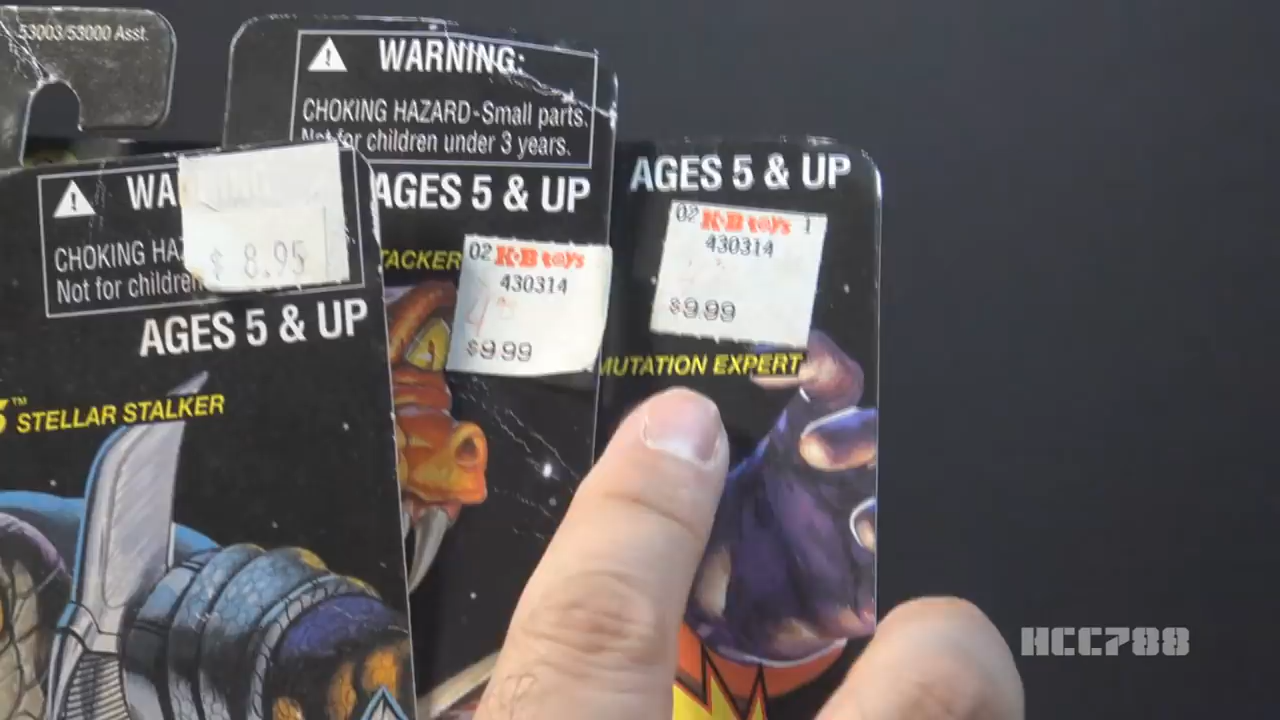 53003/53000 Asst.
WARNING:
CHOKING HAZARD-Small parts.
Not for children under 3 years.
AGES 5 & UP
TACKER
02 K·B toys
430314
$9.99
AGES 5 & UP
02 K·B toys 1
430314
$9.99
MUTATION EXPERT
WA
CHOKING HAZ
Not for children
$ 8.95
AGES 5 & UP
™ STELLAR STALKER
HCC788